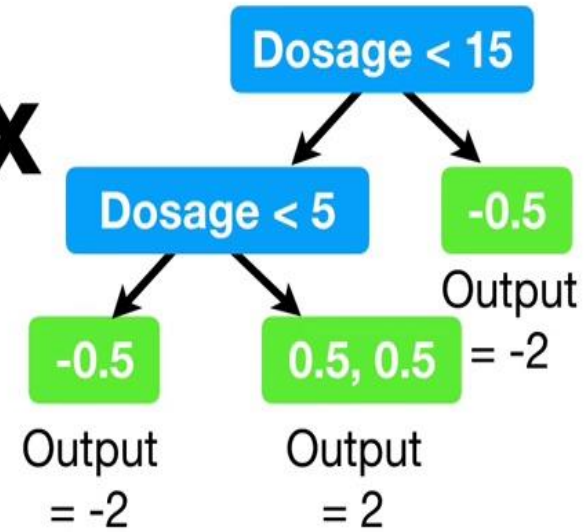 Dosage < 15
x
Dosage < 5
-0.5
Output
= -2
-0.5
Output
= -2
0.5, 0.5
Output
= 2